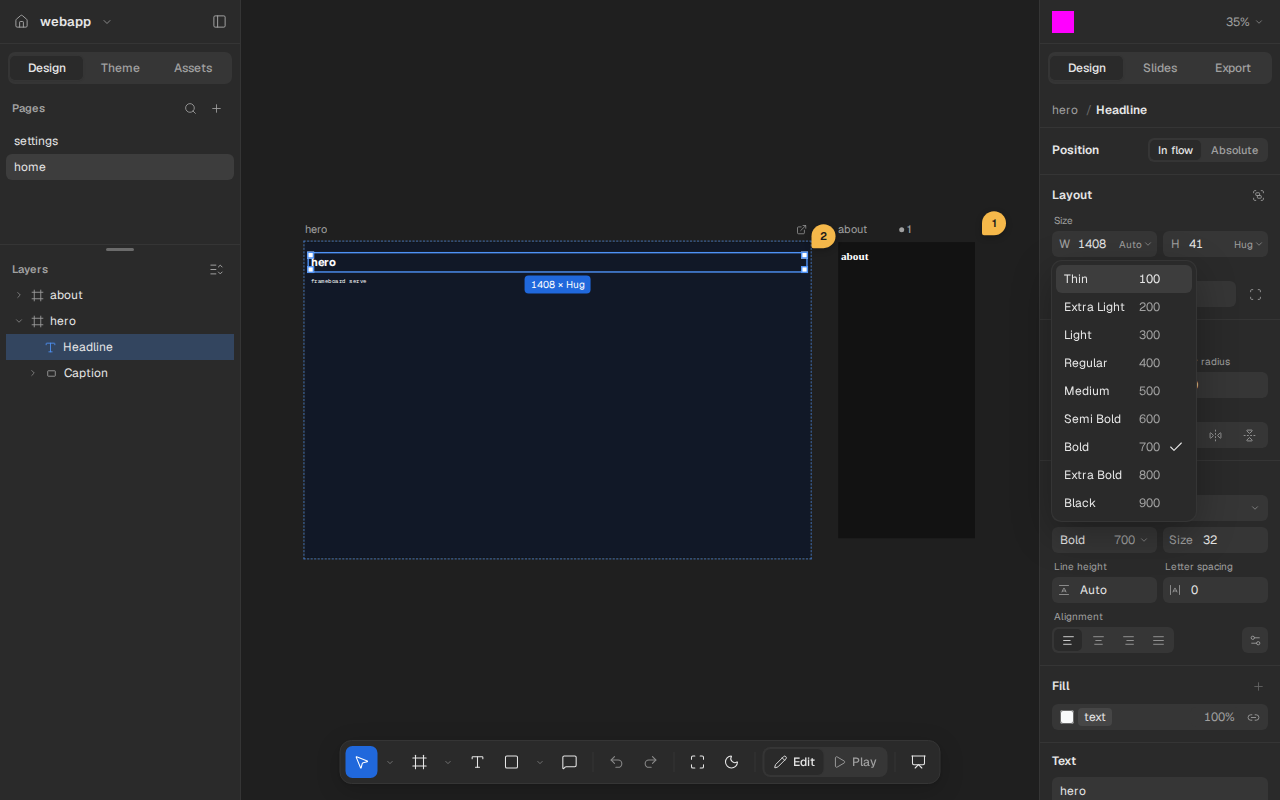 webapp
Design Theme Assets
Pages
settings
home
Layers
about
hero
Headline
Caption
hero
2
about
1
1
hero
frameboard serve
1408 × Hug
about
Edit
Play
35%
Design Slides Export
hero / Headline
Position In flow Absolute
Layout
Size
W 1408 Auto H 41 Hug
Thin 100
Extra Light 200
Light 300
radius
Regular 400
Medium 500
Semi Bold 600
Bold 700
Extra Bold 800
Black 900
Bold 700 Size 32
Line height Letter spacing
Auto 0
Alignment
Fill
text 100%
Text
hero